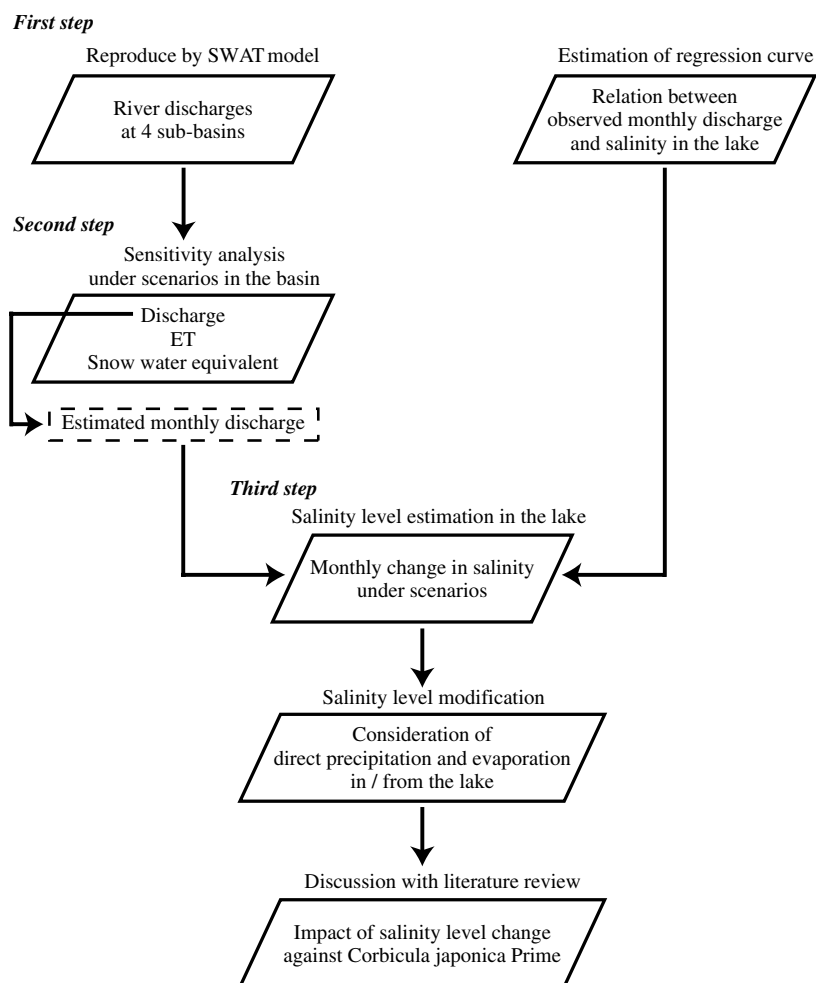 First step
Reproduce by SWAT model
River discharges
at 4 sub-basins
Estimation of regression curve
Relation between
observed monthly discharge
and salinity in the lake
Second step
Sensitivity analysis
under scenarios in the basin
Discharge
ET
Snow water equivalent
Estimated monthly discharge
Third step
Salinity level estimation in the lake
Monthly change in salinity
under scenarios
Salinity level modification
Consideration of
direct precipitation and evaporation
in / from the lake
Discussion with literature review
Impact of salinity level change
against Corbicula japonica Prime